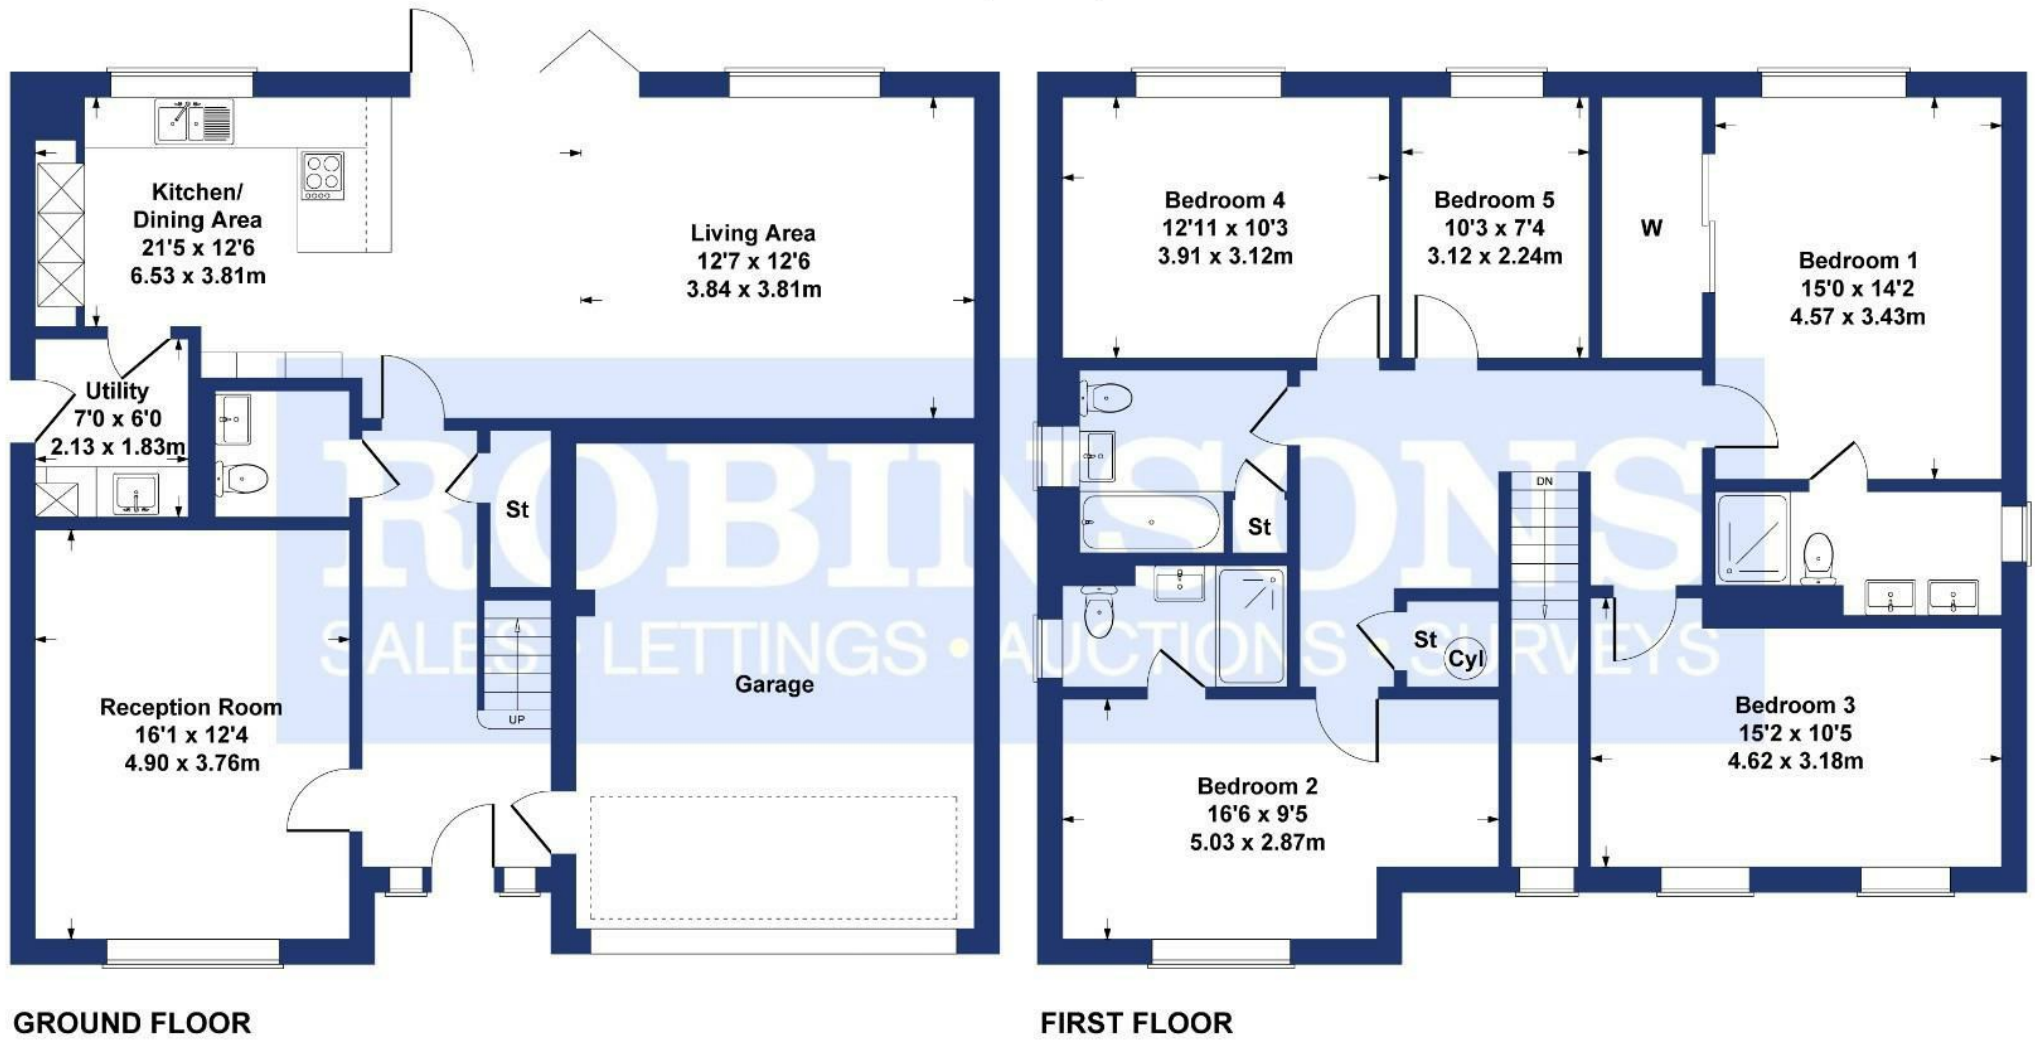 Kitchen/
Dining Area
21'5 x 12'6
6.53 x 3.81m
Living Area
12'7 x 12'6
3.84 x 3.81m
Utility
7'0 x 6'0
2.13 x 1.83m
St
Reception Room
16'1 x 12'4
4.90 x 3.76m
UP
Garage
GROUND FLOOR
Bedroom 4
12'11 x 10'3
3.91 x 3.12m
Bedroom 5
10'3 x 7'4
3.12 x 2.24m
W
Bedroom 1
15'0 x 14'2
4.57 x 3.43m
St
DN
St
Cyl
Bedroom 2
16'6 x 9'5
5.03 x 2.87m
Bedroom 3
15'2 x 10'5
4.62 x 3.18m
FIRST FLOOR
ROBINSONS
SALES • LETTINGS • AUCTIONS • SURVEYS